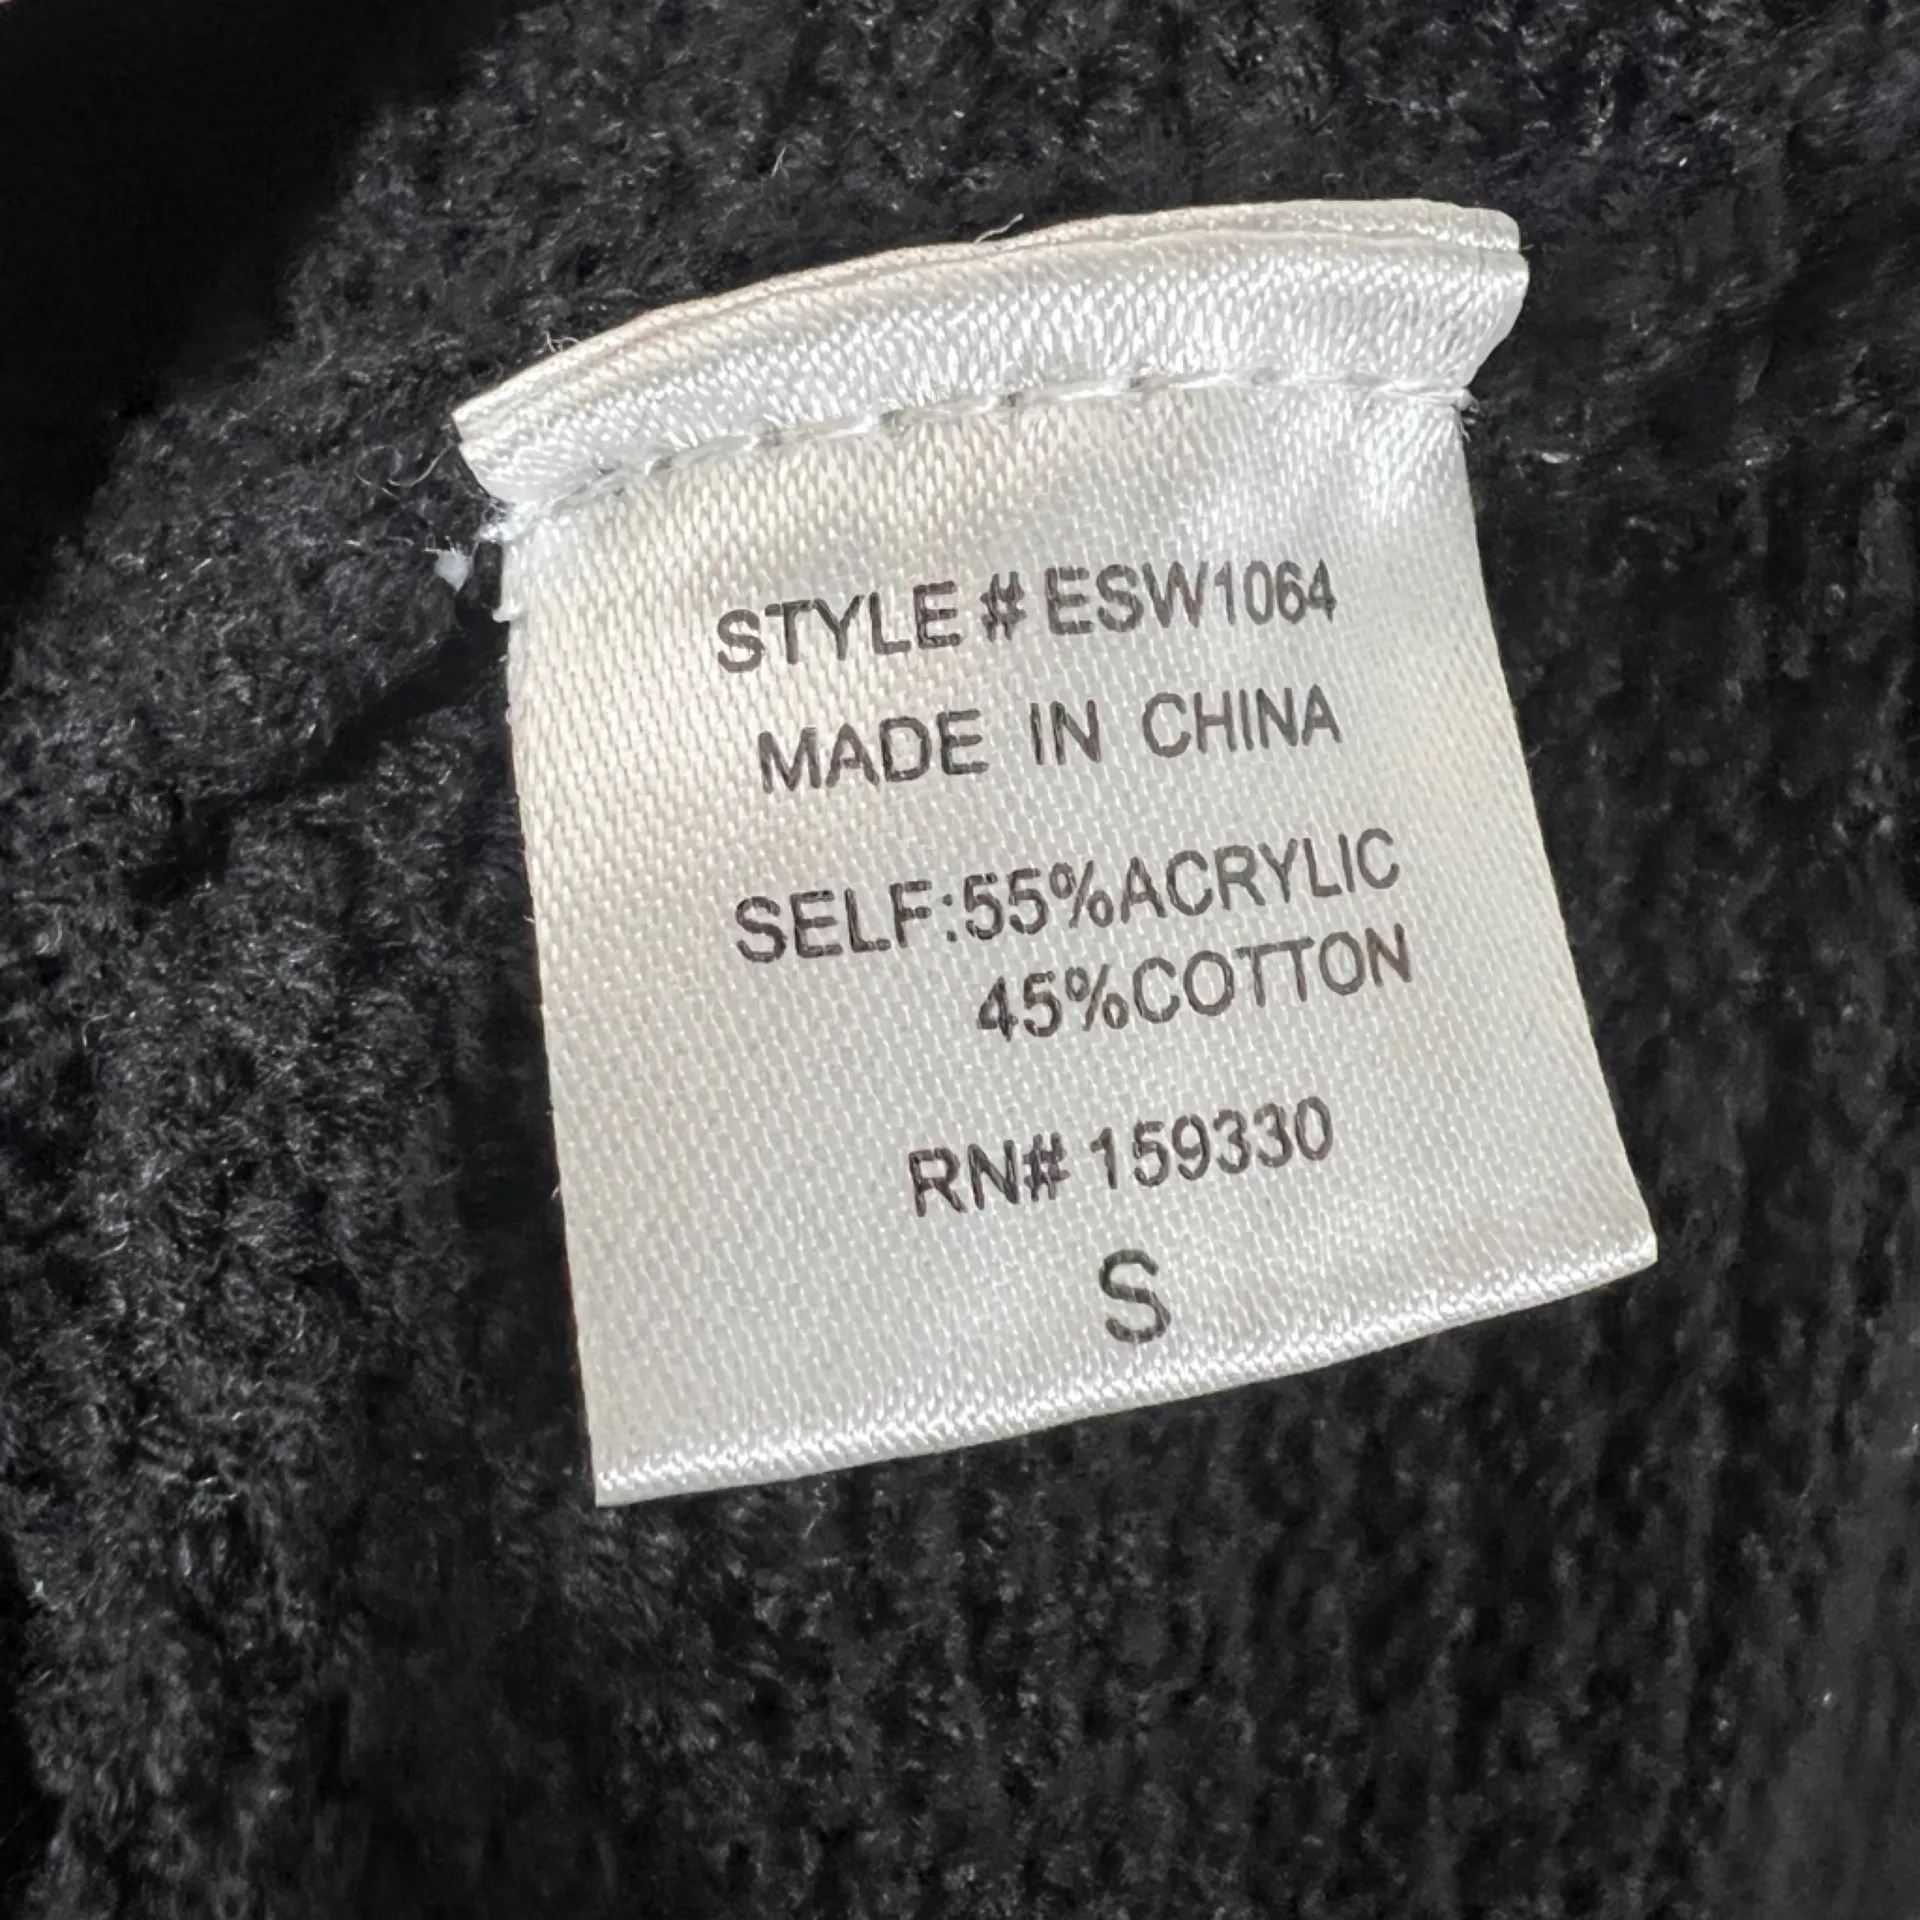 STYLE # ESW1064
MADE IN CHINA
SELF:55%ACRYLIC
45%COTTON
RN# 159330
S